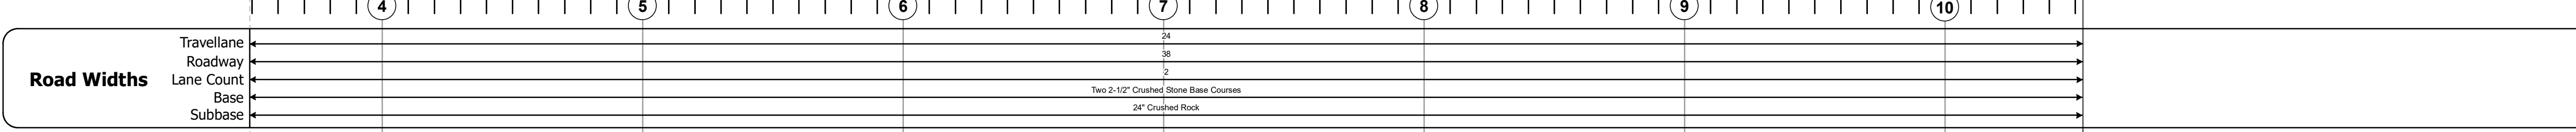 4 5 6 7 8 9 10
Road Widths
Travellane 24
Roadway 38
Lane Count 2
Base Two 2-1/2" Crushed Stone Base Courses
Subbase 24" Crushed Rock